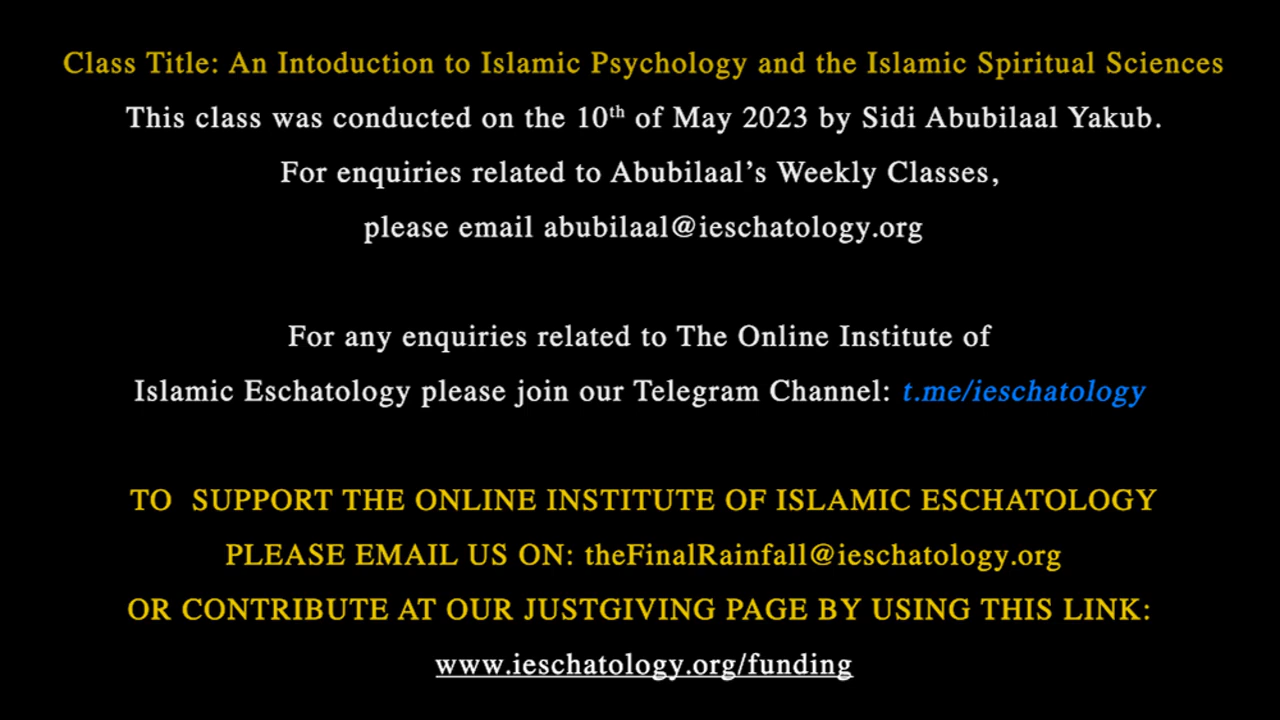 Class Title: An Intoduction to Islamic Psychology and the Islamic Spiritual Sciences
This class was conducted on the 10th of May 2023 by Sidi Abubilaal Yakub.
For enquiries related to Abubilaal’s Weekly Classes,
please email abubilaal@ieschatology.org
For any enquiries related to The Online Institute of
Islamic Eschatology please join our Telegram Channel: t.me/ieschatology
TO SUPPORT THE ONLINE INSTITUTE OF ISLAMIC ESCHATOLOGY
PLEASE EMAIL US ON: theFinalRainfall@ieschatology.org
OR CONTRIBUTE AT OUR JUSTGIVING PAGE BY USING THIS LINK:
www.ieschatology.org/funding